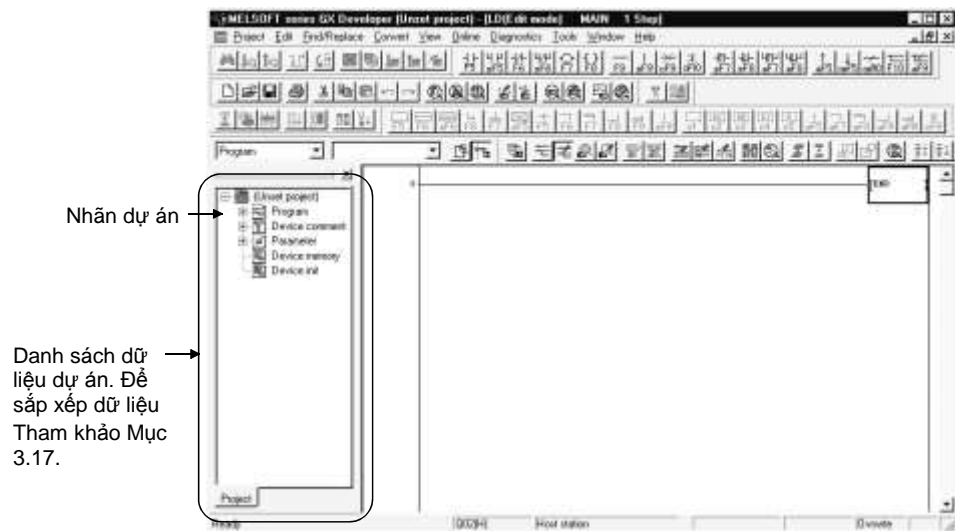 MELSOFT series GX Developer (Unset project) - [LD(Edit mode) MAIN 1 Step]
Project Edit Find/Replace Convert View Online Diagnostics Tools Window Help
Program
(Unset project)
Program
Device comment
Parameter
Device memory
Device init
Project
0
END
Nhãn dự án
Danh sách dữ
liệu dự án. Để
sắp xếp dữ liệu
Tham khảo Mục
3.17.
Ready Q02(H) Host station Ovrwrte